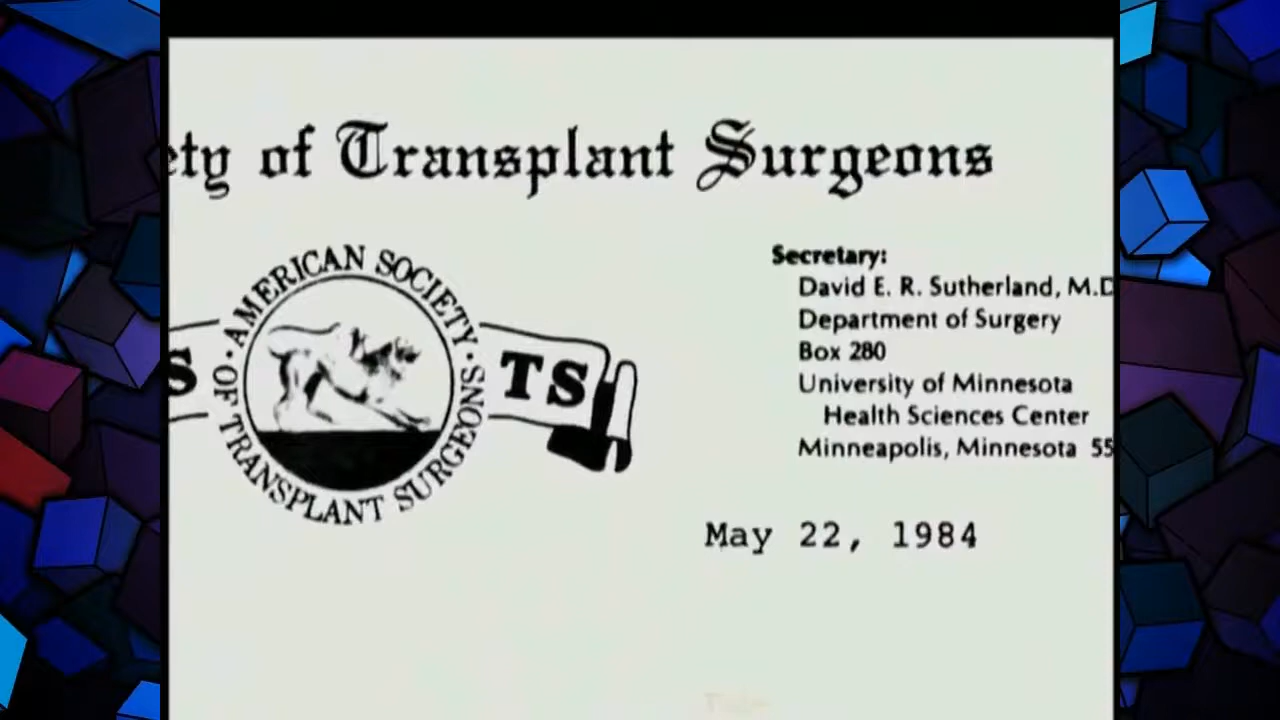 ety of Transplant Surgeons
· AMERICAN SOCIETY · OF TRANSPLANT SURGEONS
S TS
Secretary:
David E. R. Sutherland, M.D
Department of Surgery
Box 280
University of Minnesota
Health Sciences Center
Minneapolis, Minnesota 55
May 22, 1984